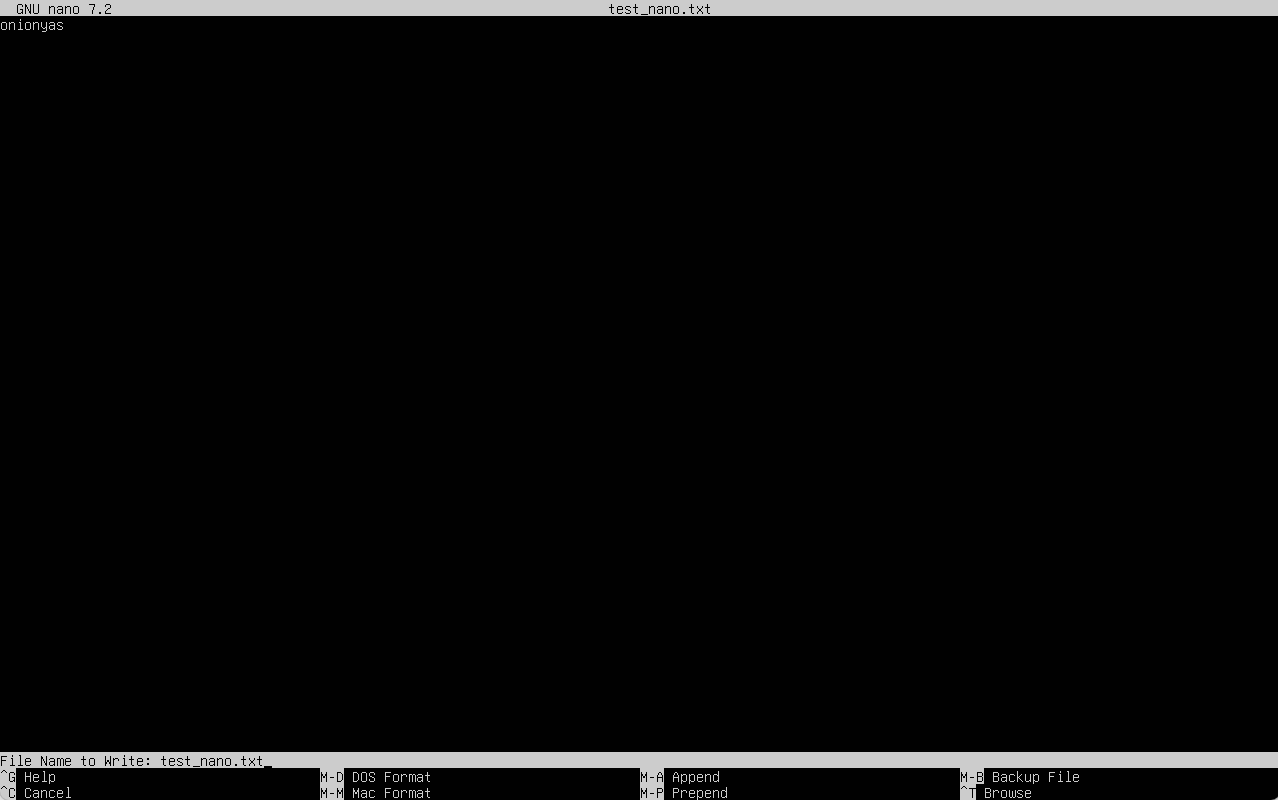 GNU nano 7.2 test_nano.txt
onionyas
File Name to Write: test_nano.txt_
^G Help M-D DOS Format M-A Append M-B Backup File
^C Cancel M-M Mac Format M-P Prepend ^T Browse